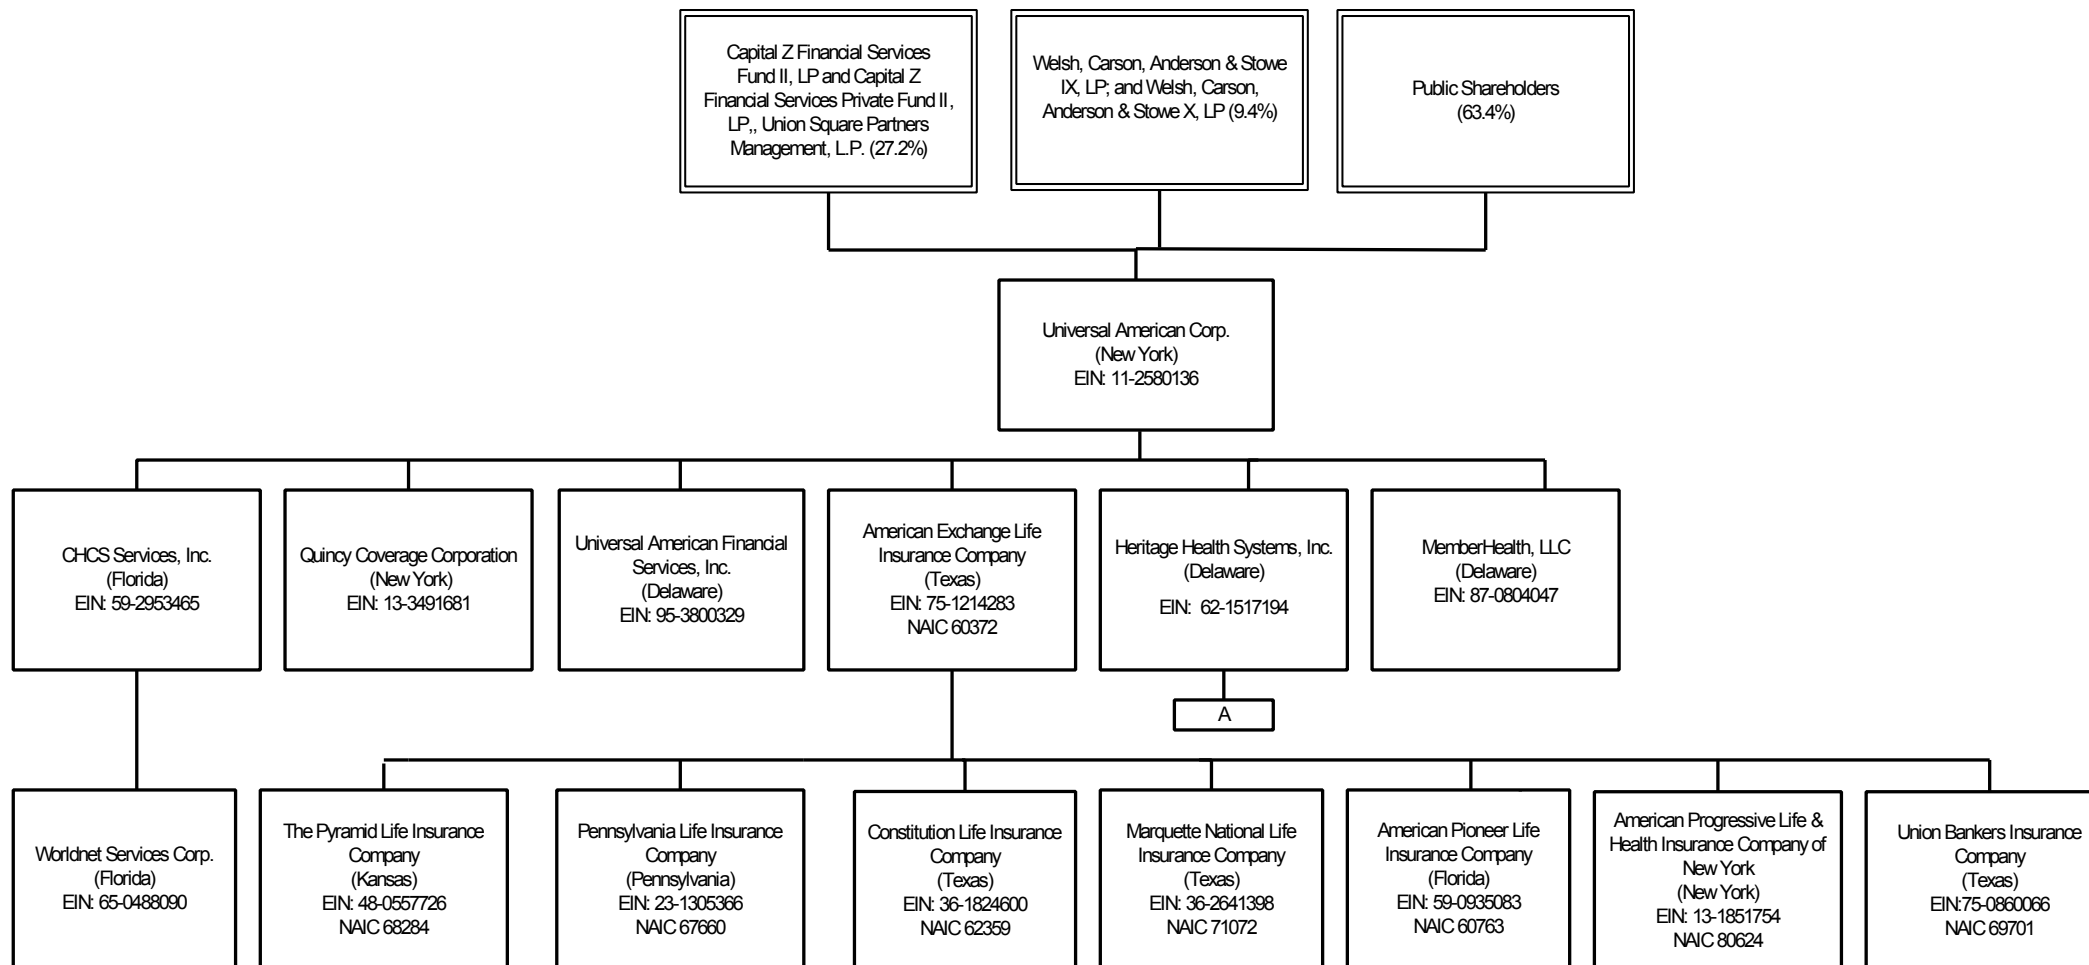 Capital Z Financial Services
Fund II, LP and Capital Z
Financial Services Private Fund II,
LP,, Union Square Partners
Management, L.P. (27.2%)
Welsh, Carson, Anderson & Stowe
IX, LP; and Welsh, Carson,
Anderson & Stowe X, LP (9.4%)
Public Shareholders
(63.4%)
Universal American Corp.
(New York)
EIN: 11-2580136
CHCS Services, Inc.
(Florida)
EIN: 59-2953465
Quincy Coverage Corporation
(New York)
EIN: 13-3491681
Universal American Financial
Services, Inc.
(Delaware)
EIN: 95-3800329
American Exchange Life
Insurance Company
(Texas)
EIN: 75-1214283
NAIC 60372
Heritage Health Systems, Inc.
(Delaware)
EIN: 62-1517194
MemberHealth, LLC
(Delaware)
EIN: 87-0804047
A
Worldnet Services Corp.
(Florida)
EIN: 65-0488090
The Pyramid Life Insurance
Company
(Kansas)
EIN: 48-0557726
NAIC 68284
Pennsylvania Life Insurance
Company
(Pennsylvania)
EIN: 23-1305366
NAIC 67660
Constitution Life Insurance
Company
(Texas)
EIN: 36-1824600
NAIC 62359
Marquette National Life
Insurance Company
(Texas)
EIN: 36-2641398
NAIC 71072
American Pioneer Life
Insurance Company
(Florida)
EIN: 59-0935083
NAIC 60763
American Progressive Life &
Health Insurance Company of
New York
(New York)
EIN: 13-1851754
NAIC 80624
Union Bankers Insurance
Company
(Texas)
EIN:75-0860066
NAIC 69701